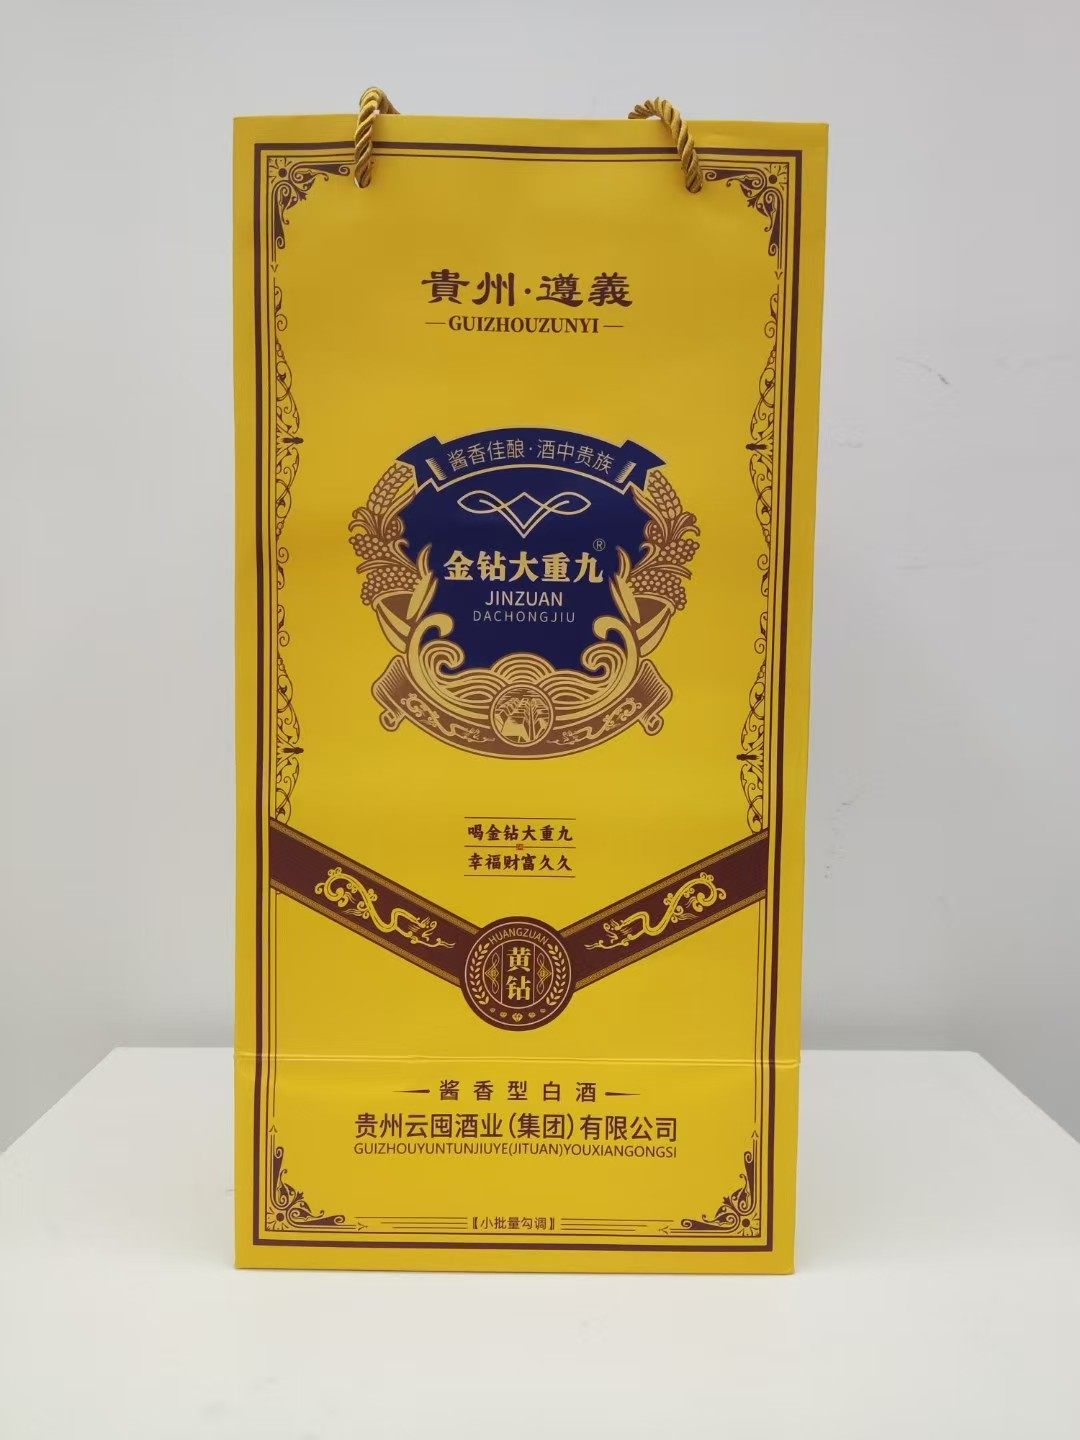 貴州·遵義
GUIZHOUZUNYI
酱香佳酿·酒中贵族
金钻大重九®
JINZUAN
DACHONGJIU
喝金钻大重九
幸福财富久久
HUANGZUAN
黄
钻
酱香型白酒
贵州云囤酒业(集团)有限公司
GUIZHOUYUNTUNJIUYE(JITUAN)YOUXIANGONGSI
【小批量勾调】